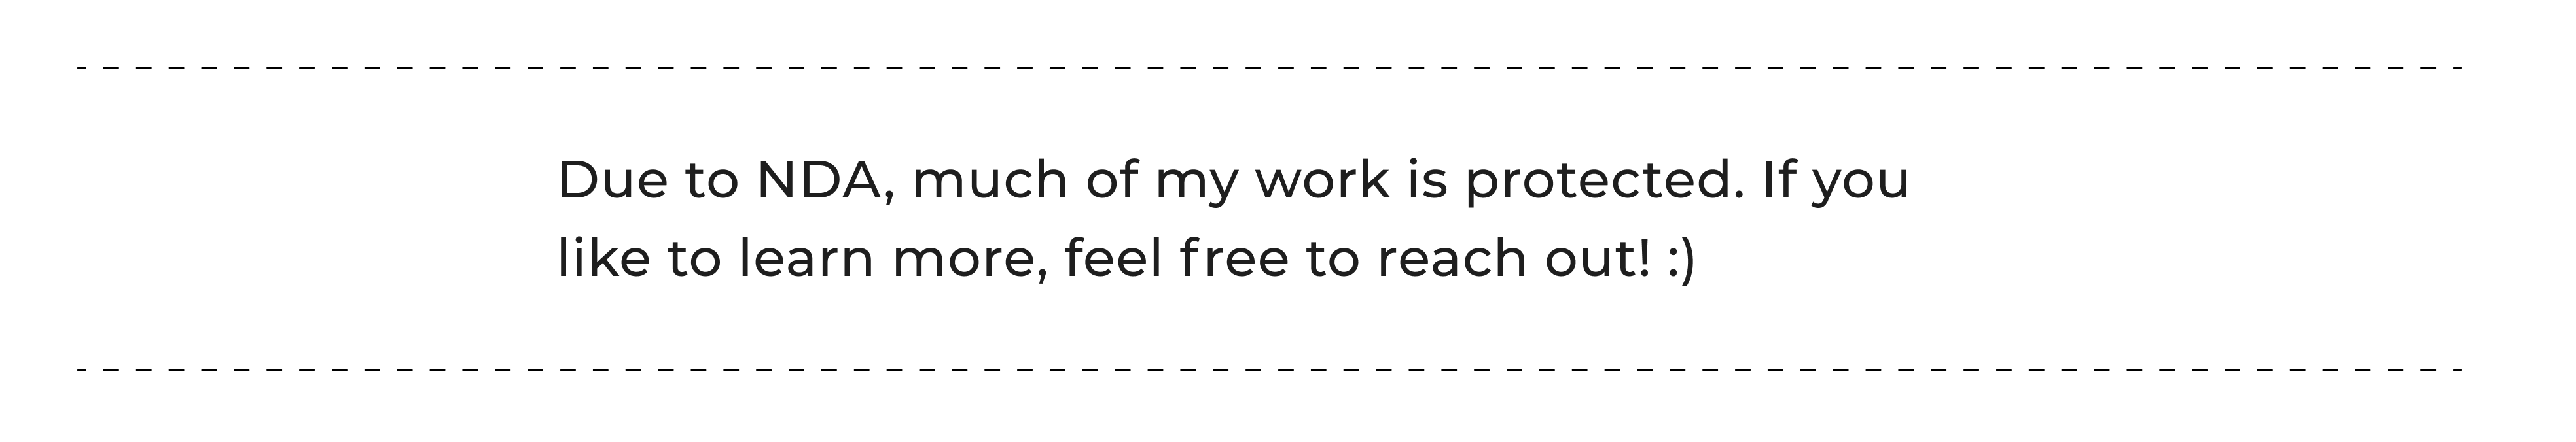 Due to NDA, much of my work is protected. If you
like to learn more, feel free to reach out! :)